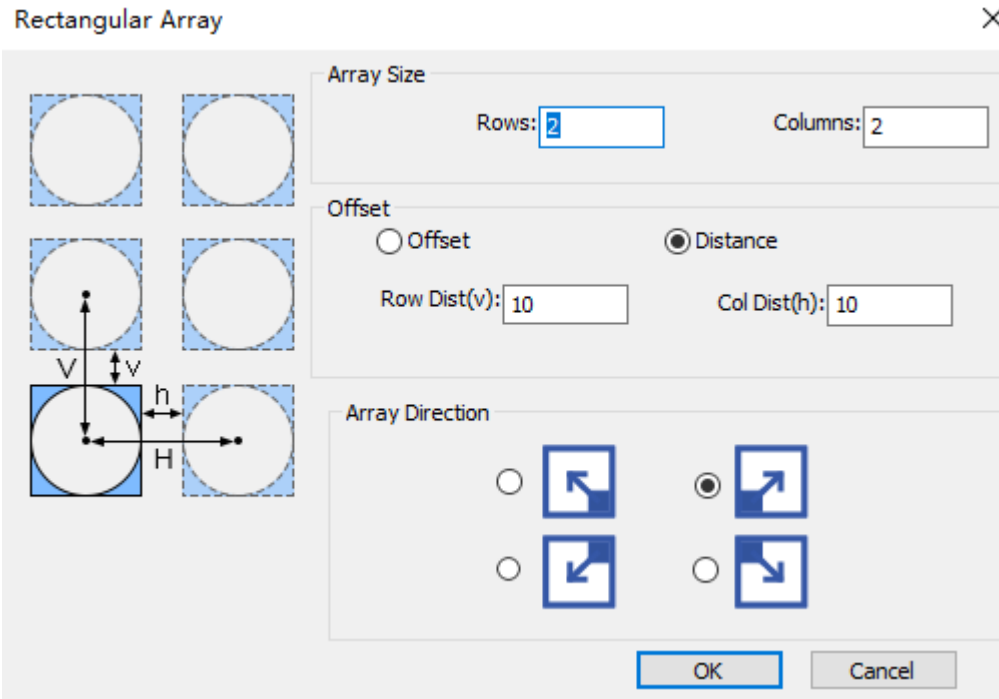 Rectangular Array
Array Size
Rows: 2 Columns: 2
Offset
Offset Distance
Row Dist(v): 10 Col Dist(h): 10
V v
h
H
Array Direction
OK Cancel